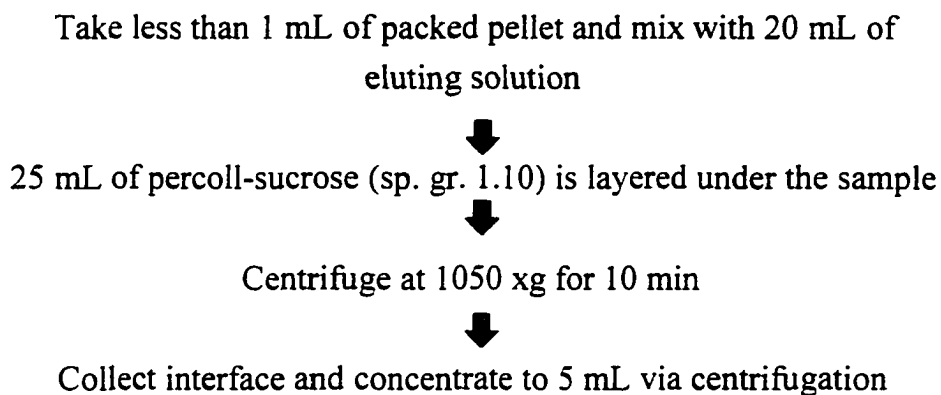 Take less than 1 mL of packed pellet and mix with 20 mL of
eluting solution
25 mL of percoll-sucrose (sp. gr. 1.10) is layered under the sample
Centrifuge at 1050 xg for 10 min
Collect interface and concentrate to 5 mL via centrifugation